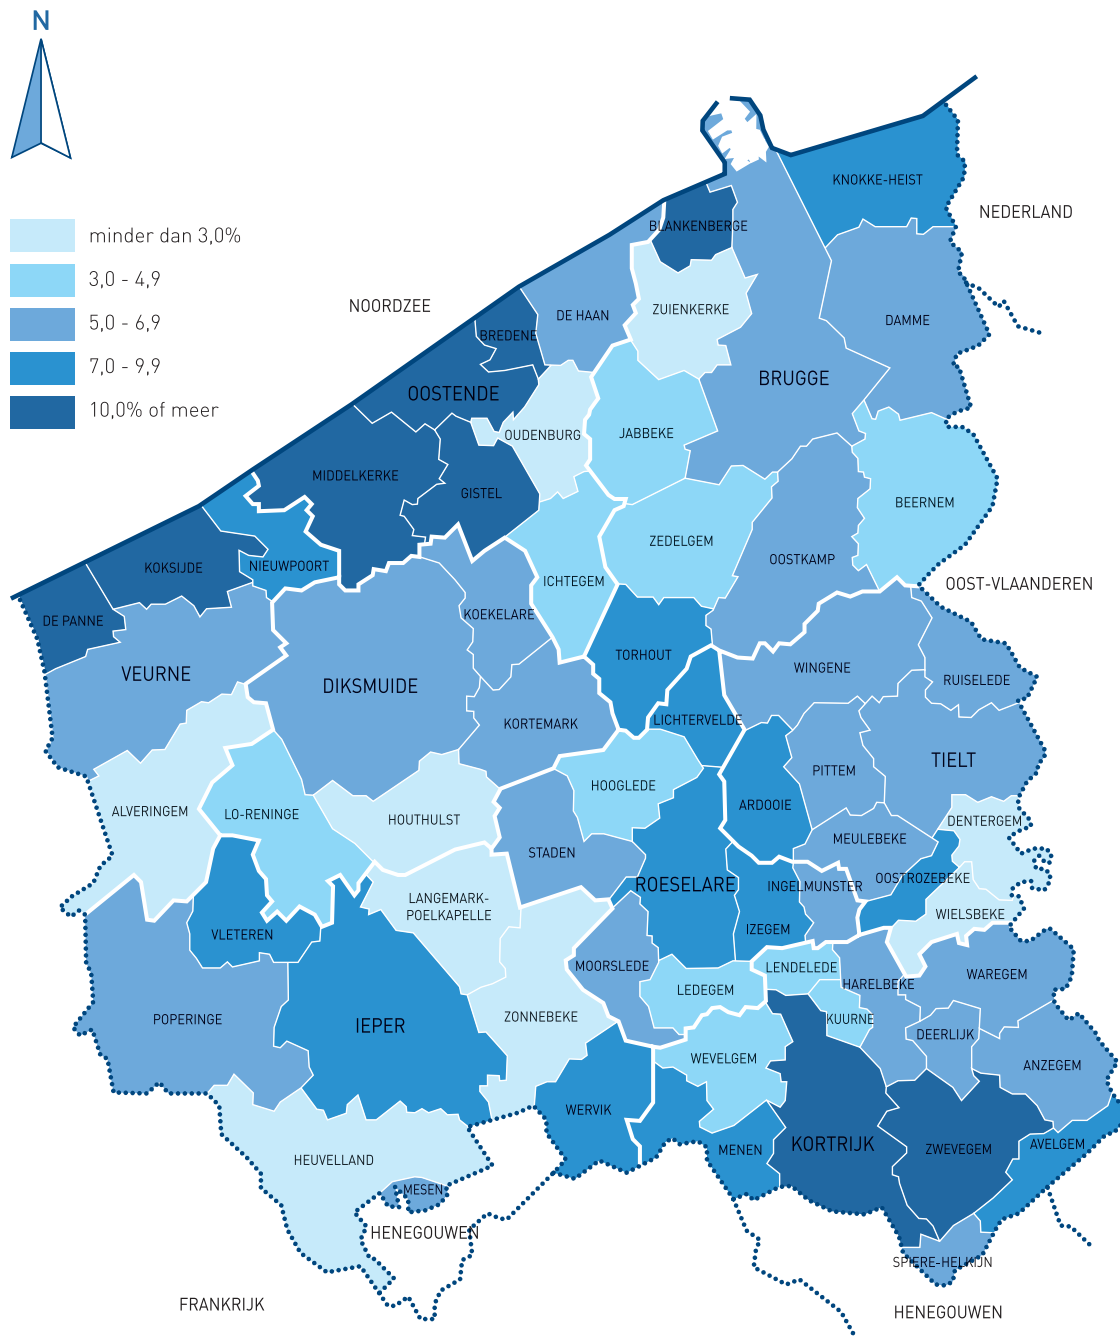 N
KNOKKE-HEIST
NEDERLAND
BLANKENBERGE
minder dan 3,0%
3,0 - 4,9
5,0 - 6,9
7,0 - 9,9
10,0% of meer
NOORDZEE
ZUIENKERKE
DE HAAN
DAMME
BREDENE
BRUGGE
OOSTENDE
OUDENBURG
JABBEKE
MIDDELKERKE
GISTEL
BEERNEM
ZEDELGEM
OOSTKAMP
KOKSIJDE
NIEUWPOORT
ICHTEGEM
OOST-VLAANDEREN
DE PANNE
KOEKELARE
TORHOUT
VEURNE
WINGENE
RUISELEDE
DIKSMUIDE
KORTEMARK
LICHTERVELDE
TIELT
PITTEM
HOOGLEDE
ARDOOIE
ALVERINGEM
LO-RENINGE
HOUTHULST
DENTERGEM
MEULEBEKE
STADEN
ROESELARE
INGELMUNSTER
OOSTROZEBEKE
LANGEMARK-
POELKAPELLE
WIELSBEKE
VLETEREN
IZEGEM
MOORSLEDE
LENDELEDE
WAREGEM
HARELBEKE
LEDEGEM
POPERINGE
IEPER
ZONNEBEKE
KUURNE
DEERLIJK
WEVELGEM
ANZEGEM
WERVIK
KORTRIJK
AVELGEM
MENEN
ZWEVEGEM
HEUVELLAND
MESEN
HENEGOUWEN
SPIERE-HELKIJN
FRANKRIJK
HENEGOUWEN